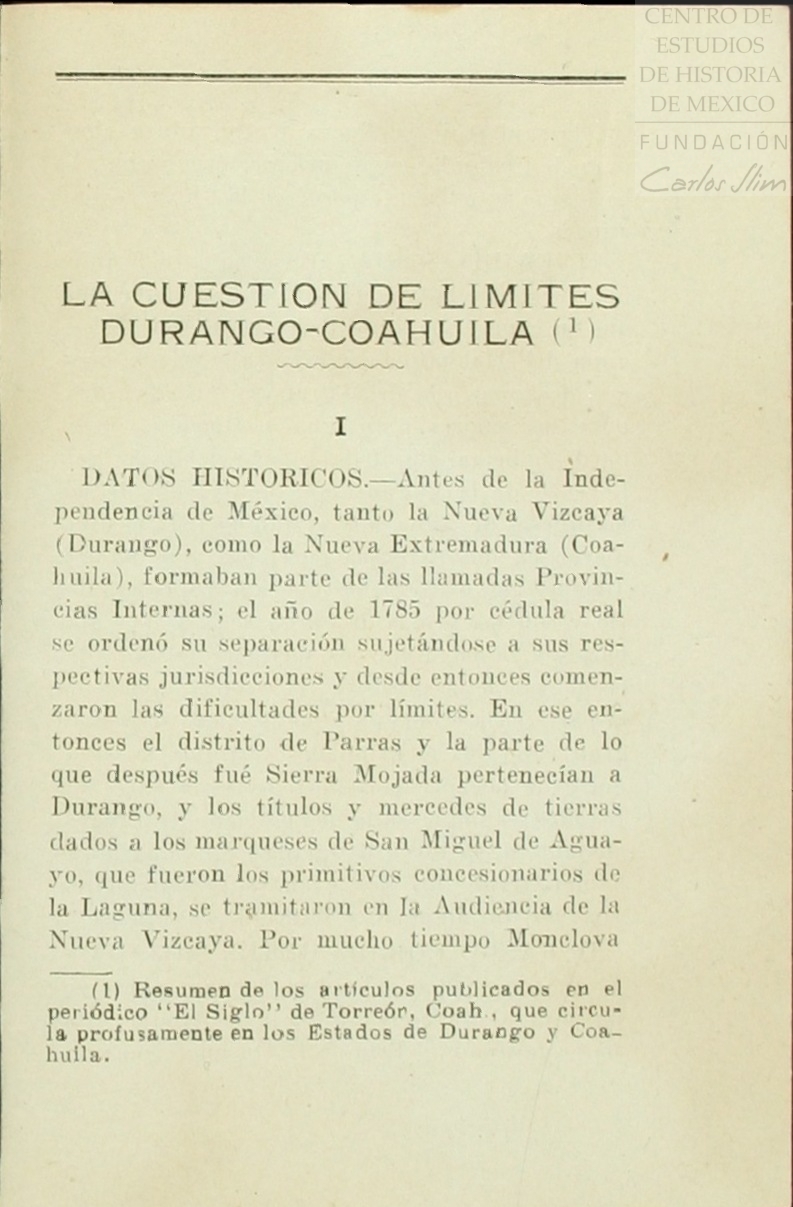 CENTRO DE
ESTUDIOS
DE HISTORIA
DE MEXICO
FUNDACIÓN
Carlos Slim
LA CUESTION DE LIMITES
DURANGO-COAHUILA (1)
I
DATOS HISTORICOS.—Antes de la Inde-
pendencia de México, tanto la Nueva Vizcaya
(Durango), como la Nueva Extremadura (Coa-
huila), formaban parte de las llamadas Provin-
cias Internas; el año de 1785 por cédula real
se ordenó su separación sujetándose a sus res-
pectivas jurisdicciones y desde entonces comen-
zaron las dificultades por límites. En ese en-
tonces el distrito de Parras y la parte de lo
que después fué Sierra Mojada pertenecían a
Durango, y los títulos y mercedes de tierras
dados a los marqueses de San Miguel de Agua-
yo, que fueron los primitivos concesionarios de
la Laguna, se tramitaron en la Audiencia de la
Nueva Vizcaya. Por mucho tiempo Monclova
(1) Resumen de los artículos publicados en el
periódico "El Siglo" de Torreón, Coah., que circu-
la profusamente en los Estados de Durango y Coa-
huila.